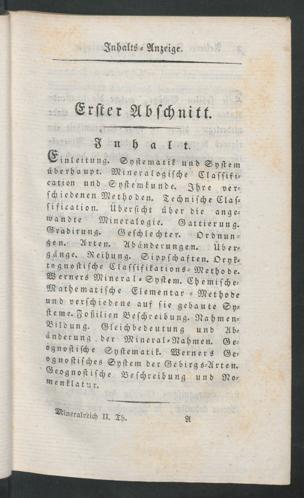 Inhalts-Anzeige.
Erster Abschnitt.
Inhalt.
Einleitung. Systematik und System
überhaupt. Mineralogische Classifi-
cation und Systemkunde. Ihre ver-
schiedenen Methoden. Technische Clas-
sification. Übersicht über die ange-
wandte Mineralogie. Gattierung.
Gradirung. Geschlechter. Ordnun-
gen. Arten. Abänderungen. Über-
gänge. Reihung. Sippschaften. Oryk-
tognostische Classifikations-Methode.
Werners Mineral-System. Chemische-
Mathematische Elementar-Methode
und verschiedene auf sie gebaute Sy-
steme. Foßilien Beschreibung. Nahmen-
Bildung. Gleichbedeutung und Ab-
änderung der Mineral-Nahmen. Ge-
ognostische Systematik. Werners Ge-
ognostisches System der Gebirgs-Arten.
Geognostische Beschreibung und No-
menklatur.
Mineralreich II. Th. A